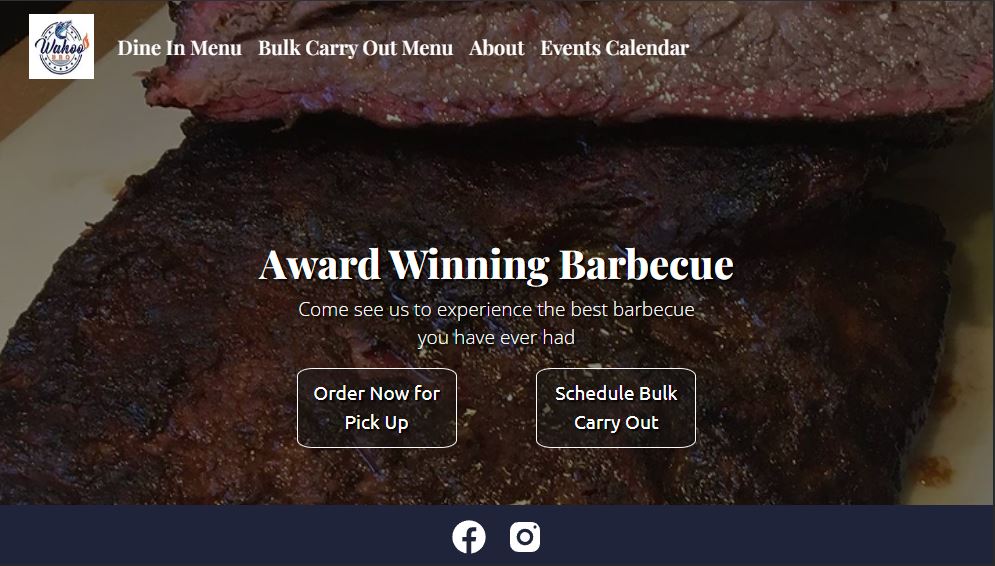 Wahoo
BBQ
Dine In Menu Bulk Carry Out Menu About Events Calendar
Award Winning Barbecue
Come see us to experience the best barbecue
you have ever had
Order Now for
Pick Up
Schedule Bulk
Carry Out